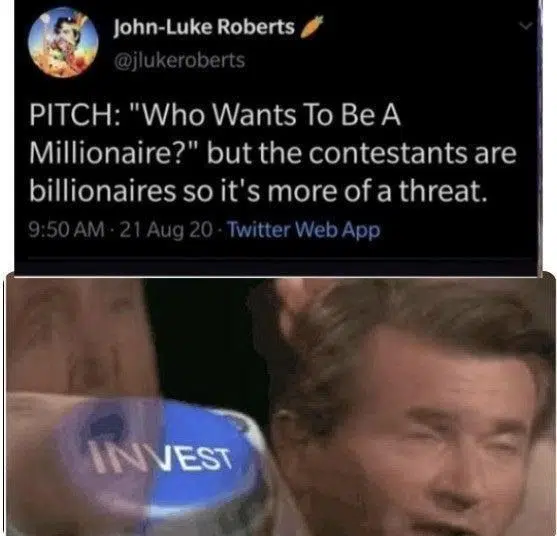 John-Luke Roberts
@jlukeroberts
PITCH: "Who Wants To Be A
Millionaire?" but the contestants are
billionaires so it's more of a threat.
9:50 AM · 21 Aug 20 · Twitter Web App
INVEST